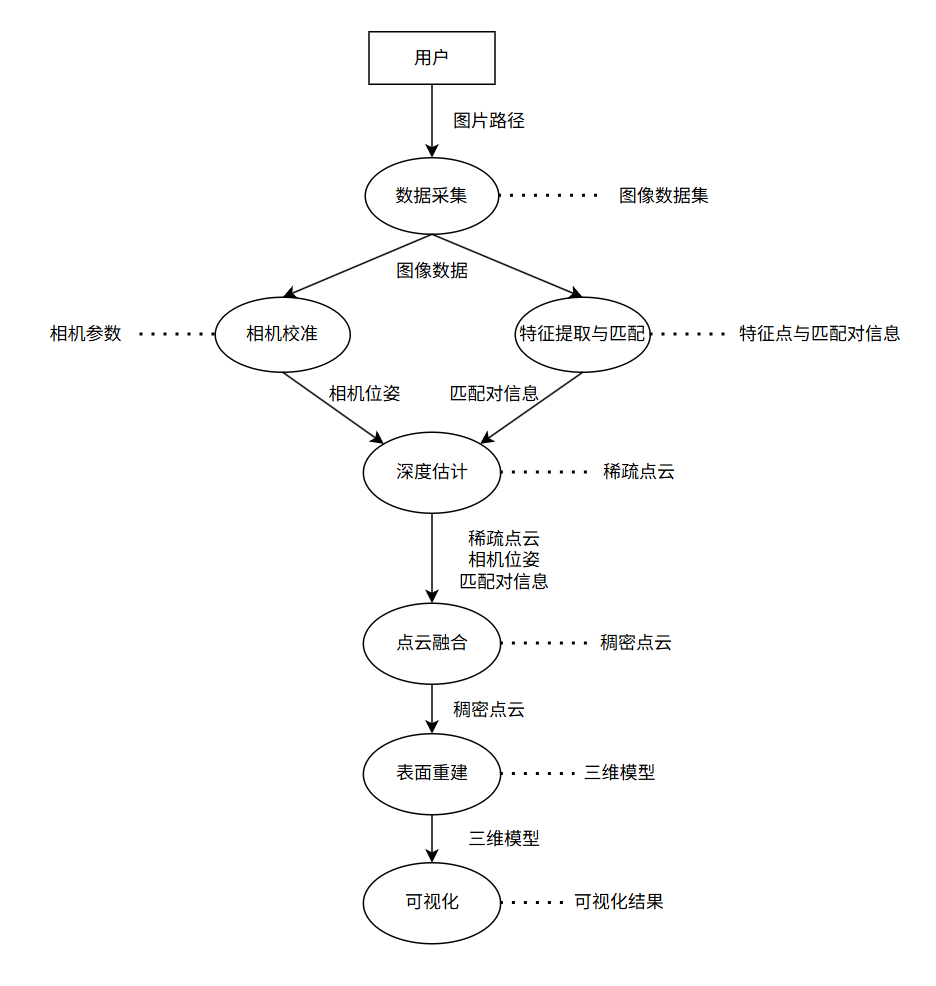 用户
图片路径
数据采集
图像数据集
图像数据
相机参数
相机校准
特征提取与匹配
特征点与匹配对信息
相机位姿
匹配对信息
深度估计
稀疏点云
稀疏点云
相机位姿
匹配对信息
点云融合
稠密点云
稠密点云
表面重建
三维模型
三维模型
可视化
可视化结果